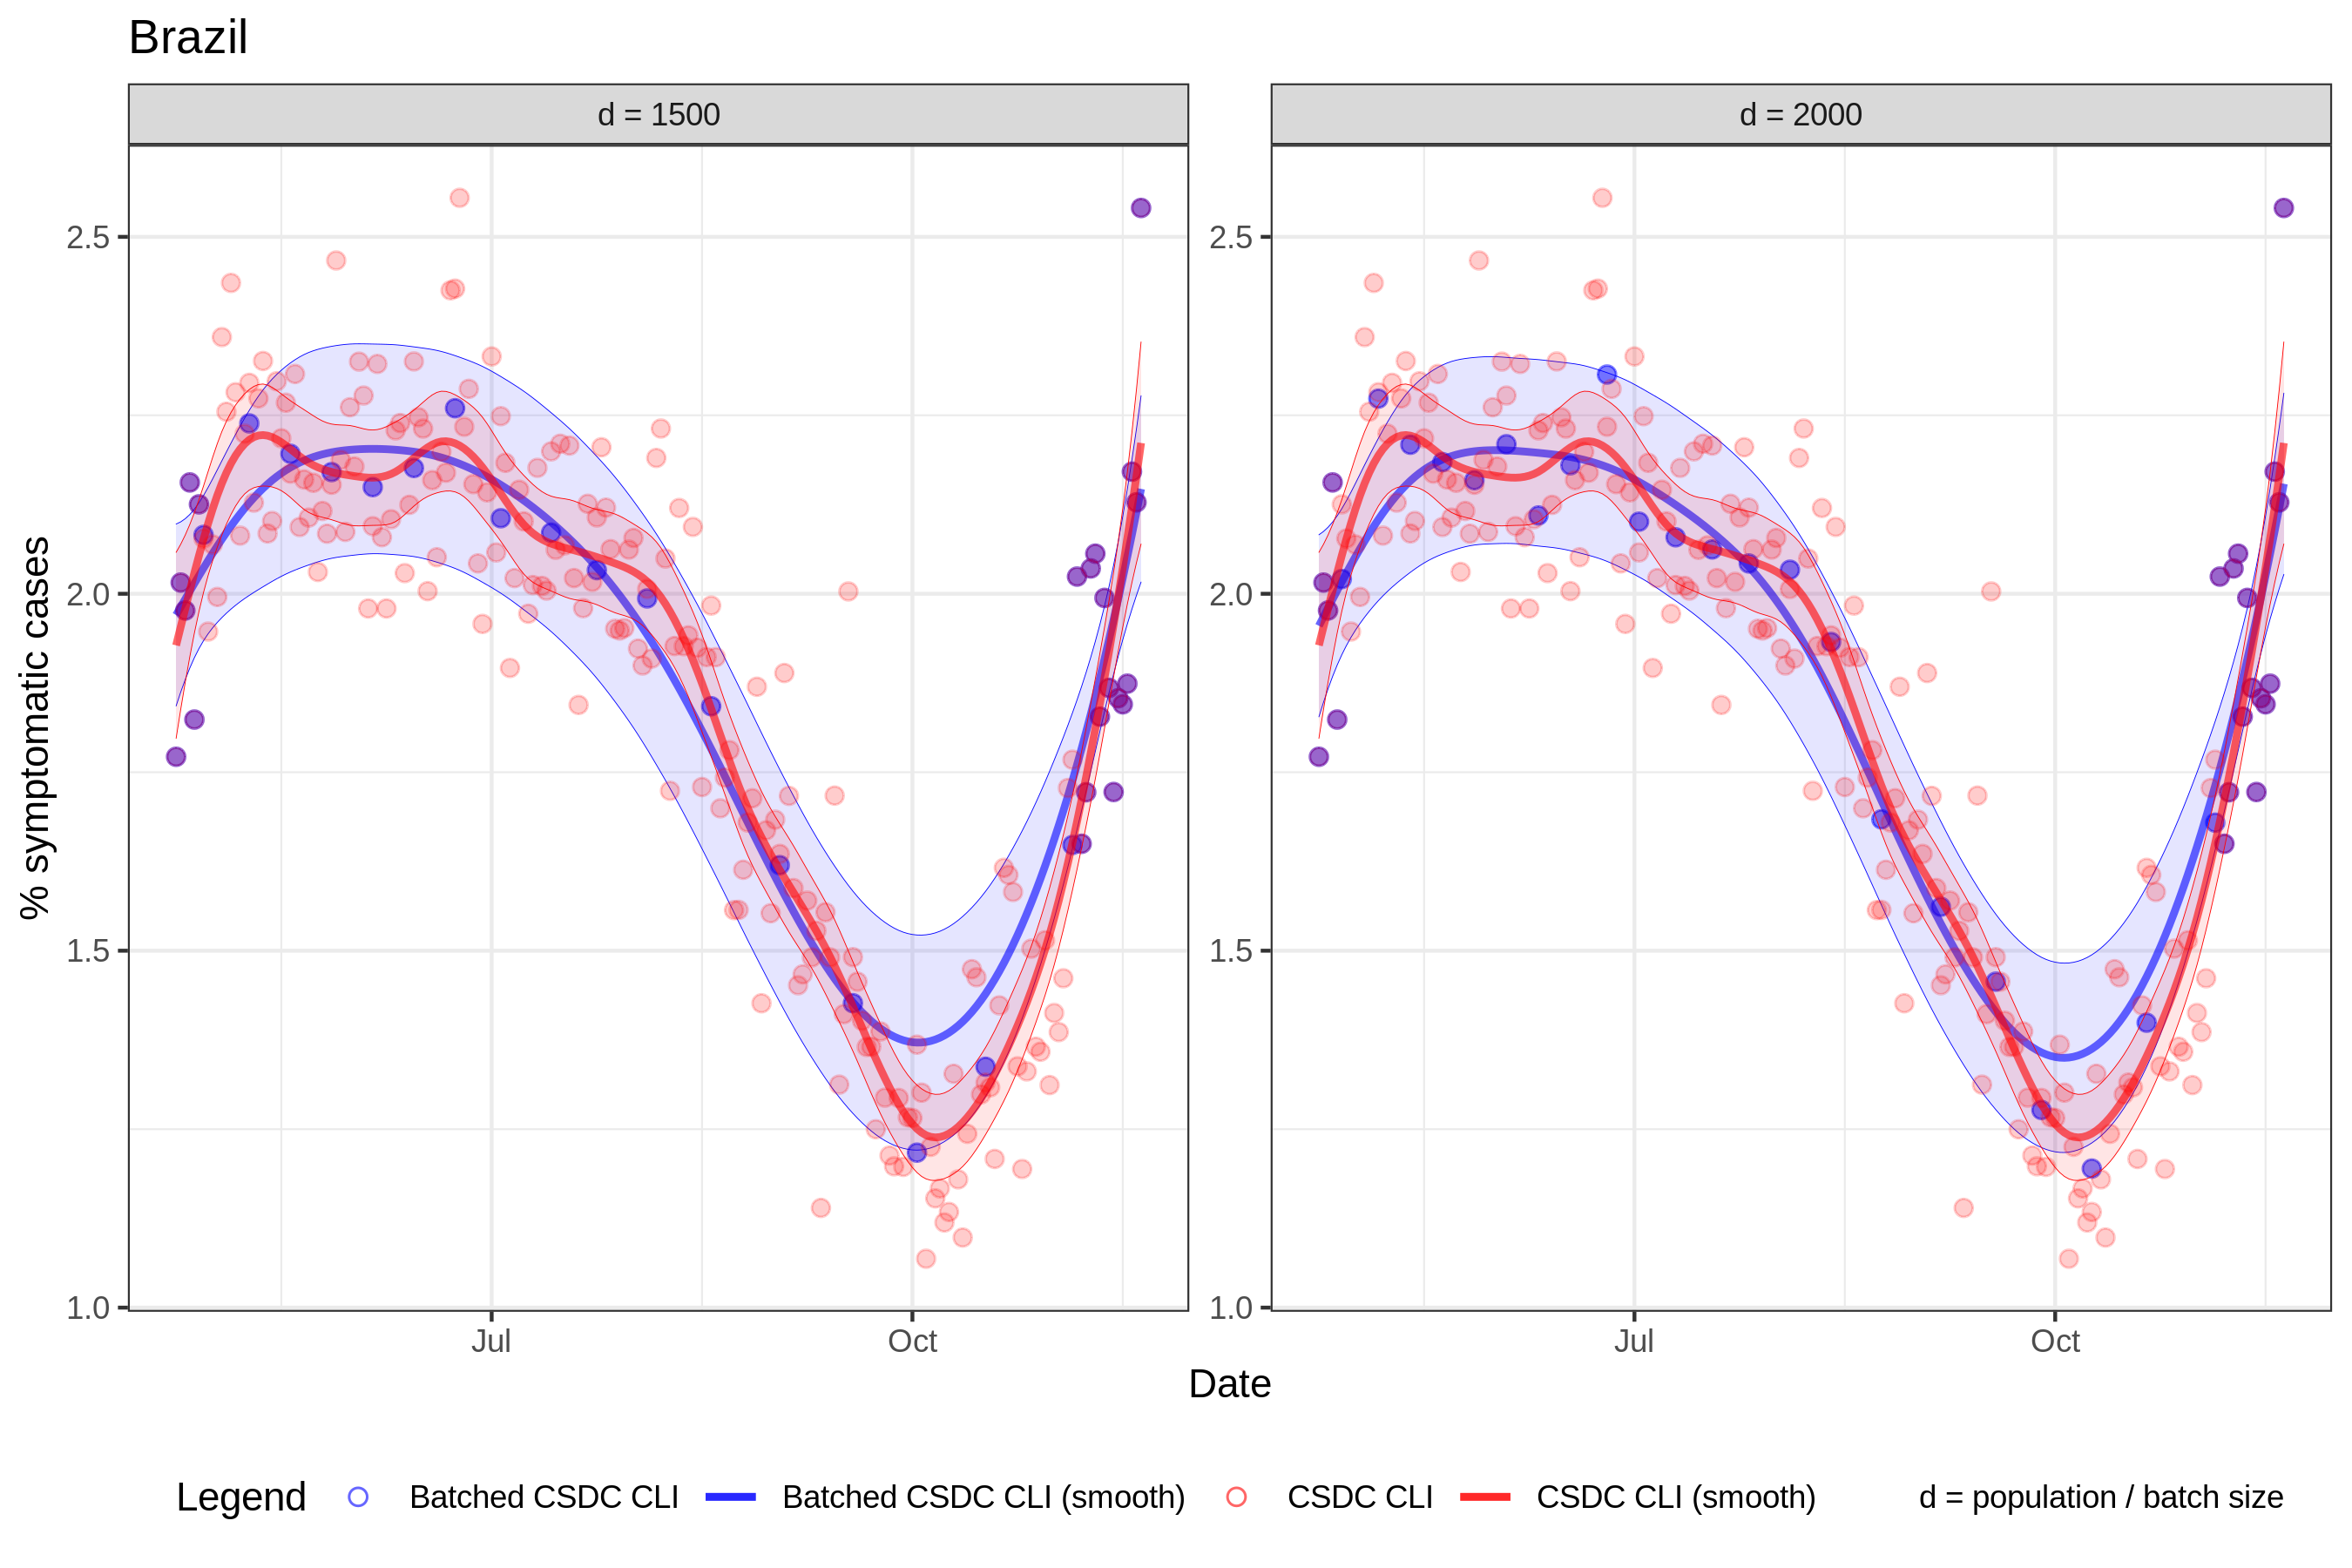 Brazil
d = 1500
d = 2000
% symptomatic cases
2.5
2.0
1.5
1.0
2.5
2.0
1.5
1.0
Jul
Oct
Jul
Oct
Date
Legend
Batched CSDC CLI
Batched CSDC CLI (smooth)
CSDC CLI
CSDC CLI (smooth)
d = population / batch size